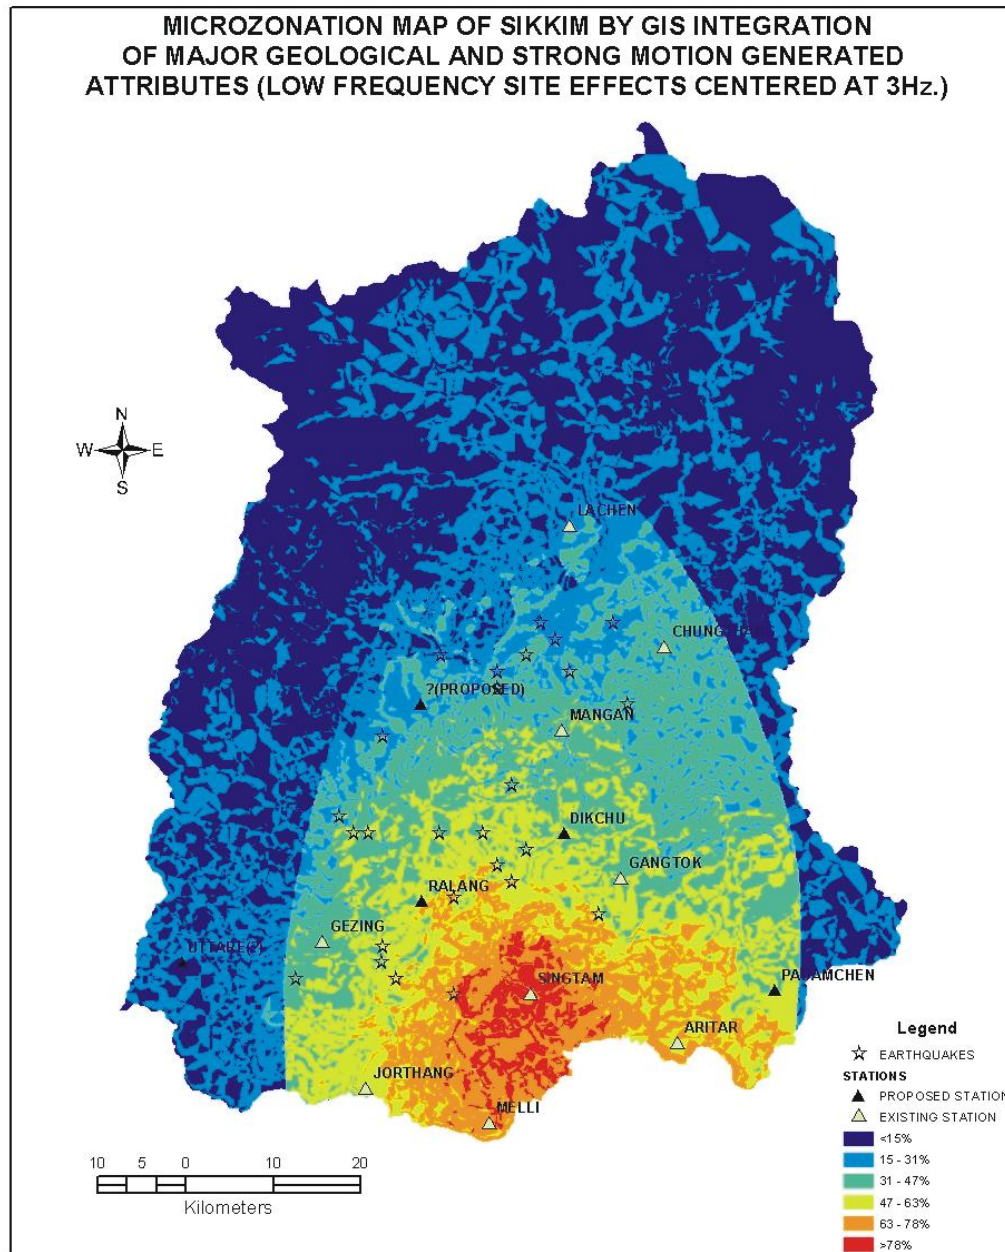 MICROZONATION MAP OF SIKKIM BY GIS INTEGRATION
OF MAJOR GEOLOGICAL AND STRONG MOTION GENERATED
ATTRIBUTES (LOW FREQUENCY SITE EFFECTS CENTERED AT 3Hz.)
N
W E
S
LACHEN
?(PROPOSED)
MANGAN
DIKCHU
GANGTOK
RALANG
GEZING
SINGTAM
ARITAR
JORTHANG
MELLI
Legend
EARTHQUAKES
STATIONS
PROPOSED STATION
EXISTING STATION
<15%
15 - 31%
31 - 47%
47 - 63%
63 - 78%
>78%
10 5 0 10 20
Kilometers